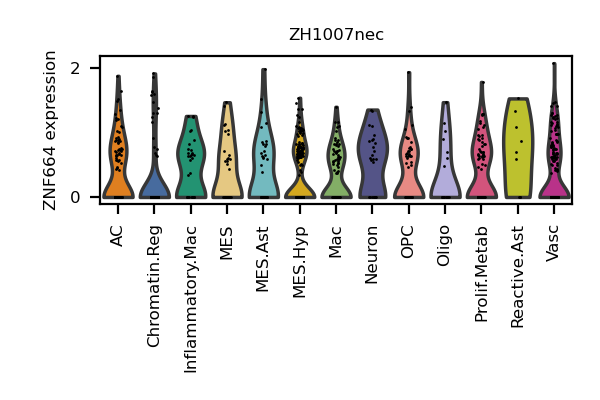 ZH1007nec
ZNF664 expression
2
0
AC
Chromatin.Reg
Inflammatory.Mac
MES
MES.Ast
MES.Hyp
Mac
Neuron
OPC
Oligo
Prolif.Metab
Reactive.Ast
Vasc